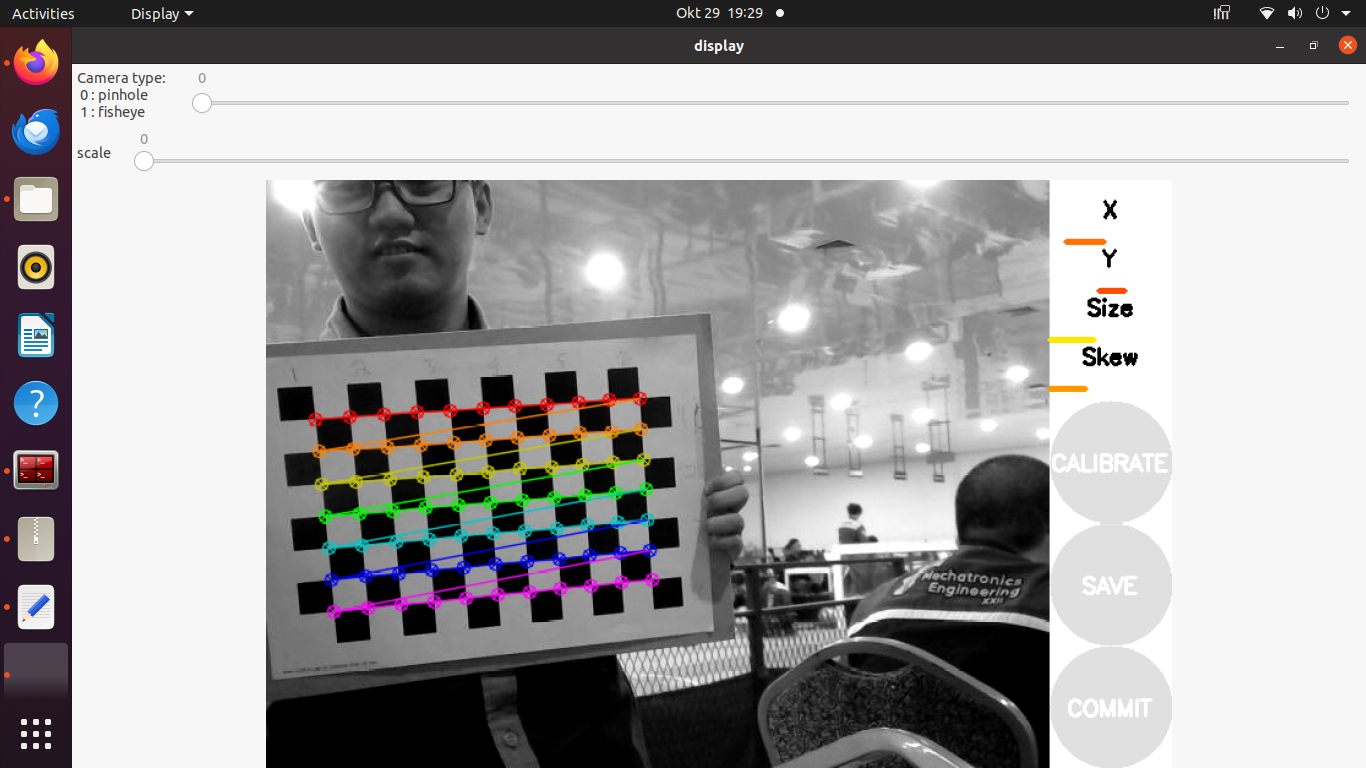 Activities
Display
Okt 29 19:29
display
Camera type:
0 : pinhole
1 : fisheye
0
scale
0
X
Y
Size
Skew
CALIBRATE
SAVE
COMMIT
1
2
3
4
5
6
Mechatronics
Engineering
XXII